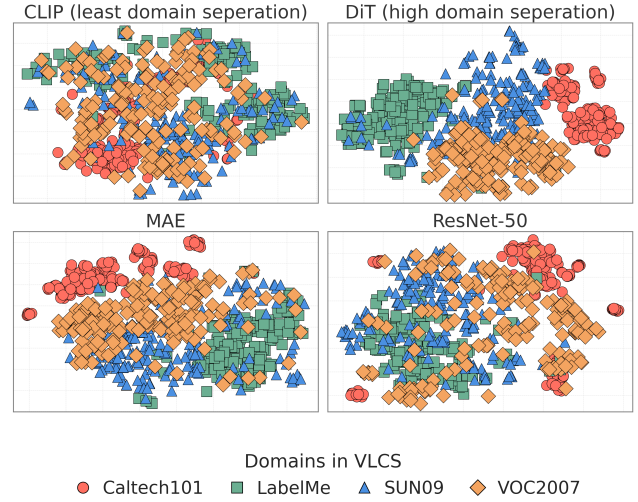 CLIP (least domain seperation)
DiT (high domain seperation)
MAE
ResNet-50
Domains in VLCS
Caltech101 LabelMe SUN09 VOC2007